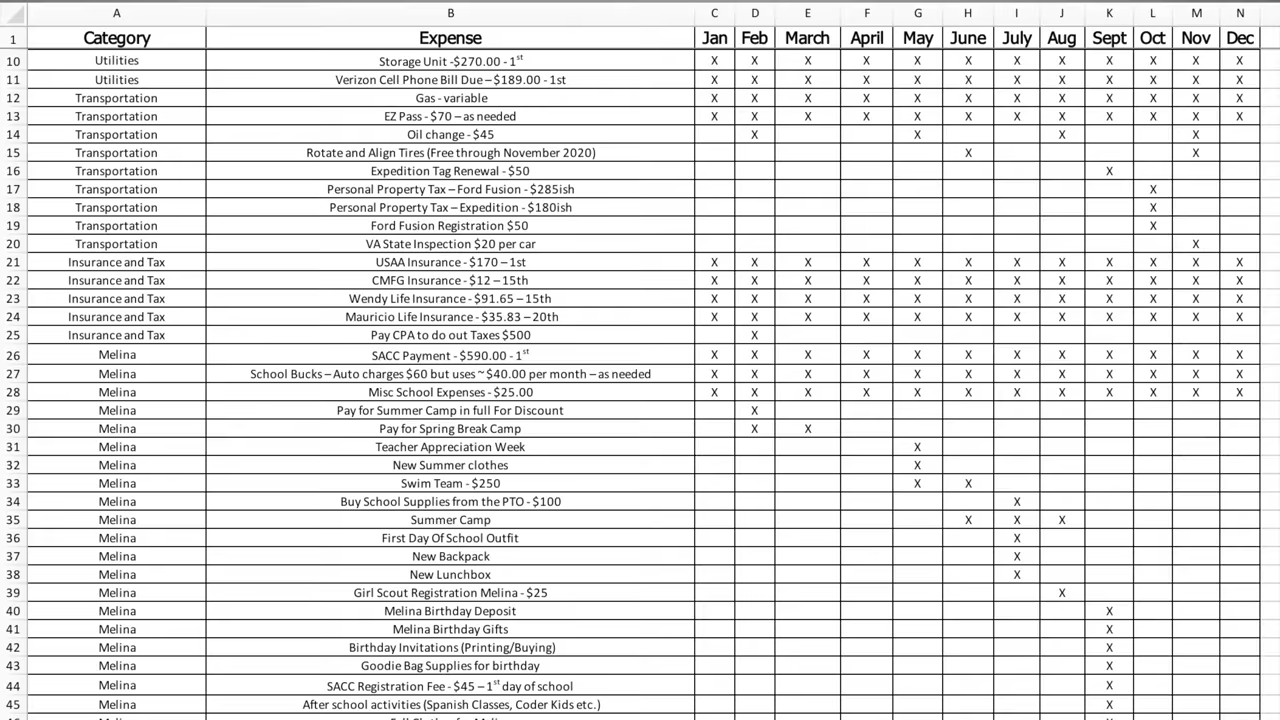 A B C D E F G H I J K L M N
1 Category Expense Jan Feb March April May June July Aug Sept Oct Nov Dec
10 Utilities Storage Unit -$270.00 - 1st X X X X X X X X X X X X
11 Utilities Verizon Cell Phone Bill Due – $189.00 - 1st X X X X X X X X X X X X
12 Transportation Gas - variable X X X X X X X X X X X X
13 Transportation EZ Pass - $70 – as needed X X X X X X X X X X X X
14 Transportation Oil change - $45 X X X X
15 Transportation Rotate and Align Tires (Free through November 2020) X X
16 Transportation Expedition Tag Renewal - $50 X
17 Transportation Personal Property Tax – Ford Fusion - $285ish X
18 Transportation Personal Property Tax – Expedition - $180ish X
19 Transportation Ford Fusion Registration $50 X
20 Transportation VA State Inspection $20 per car X
21 Insurance and Tax USAA Insurance - $170 – 1st X X X X X X X X X X X X
22 Insurance and Tax CMFG Insurance - $12 – 15th X X X X X X X X X X X X
23 Insurance and Tax Wendy Life Insurance - $91.65 – 15th X X X X X X X X X X X X
24 Insurance and Tax Mauricio Life Insurance - $35.83 – 20th X X X X X X X X X X X X
25 Insurance and Tax Pay CPA to do out Taxes $500 X
26 Melina SACC Payment - $590.00 - 1st X X X X X X X X X X X X
27 Melina School Bucks – Auto charges $60 but uses ~ $40.00 per month – as needed X X X X X X X X X X X X
28 Melina Misc School Expenses - $25.00 X X X X X X X X X X X X
29 Melina Pay for Summer Camp in full For Discount X
30 Melina Pay for Spring Break Camp X X
31 Melina Teacher Appreciation Week X
32 Melina New Summer clothes X
33 Melina Swim Team - $250 X X
34 Melina Buy School Supplies from the PTO - $100 X
35 Melina Summer Camp X X X
36 Melina First Day Of School Outfit X
37 Melina New Backpack X
38 Melina New Lunchbox X
39 Melina Girl Scout Registration Melina - $25 X
40 Melina Melina Birthday Deposit X
41 Melina Melina Birthday Gifts X
42 Melina Birthday Invitations (Printing/Buying) X
43 Melina Goodie Bag Supplies for birthday X
44 Melina SACC Registration Fee - $45 – 1st day of school X
45 Melina After school activities (Spanish Classes, Coder Kids etc.) X